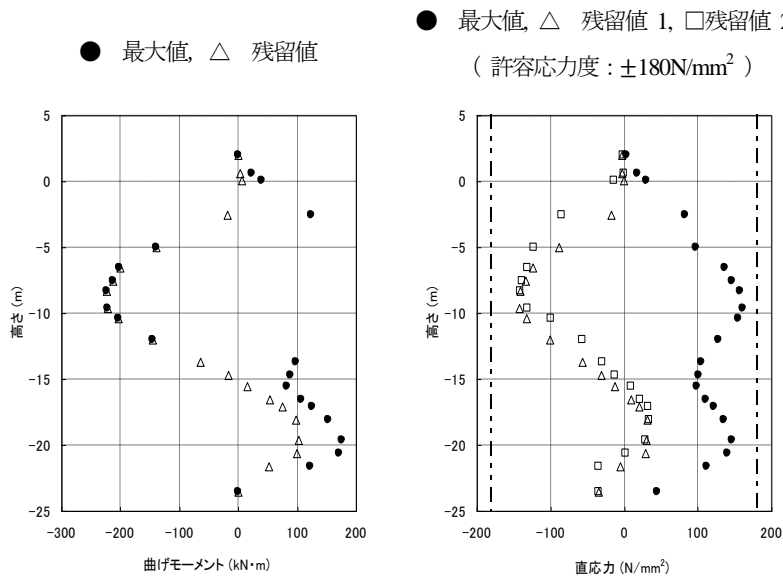 ● 最大値, △ 残留値
● 最大値, △ 残留値 1, □残留値 2
( 許容応力度：±180N/mm²)
5
0
-5
-10
-15
-20
-25
高さ(m)
-300 -200 -100 0 100 200
曲げモーメント (kN・m)
5
0
-5
-10
-15
-20
-25
高さ(m)
-200 -100 0 100 200
直応力 (N/mm²)